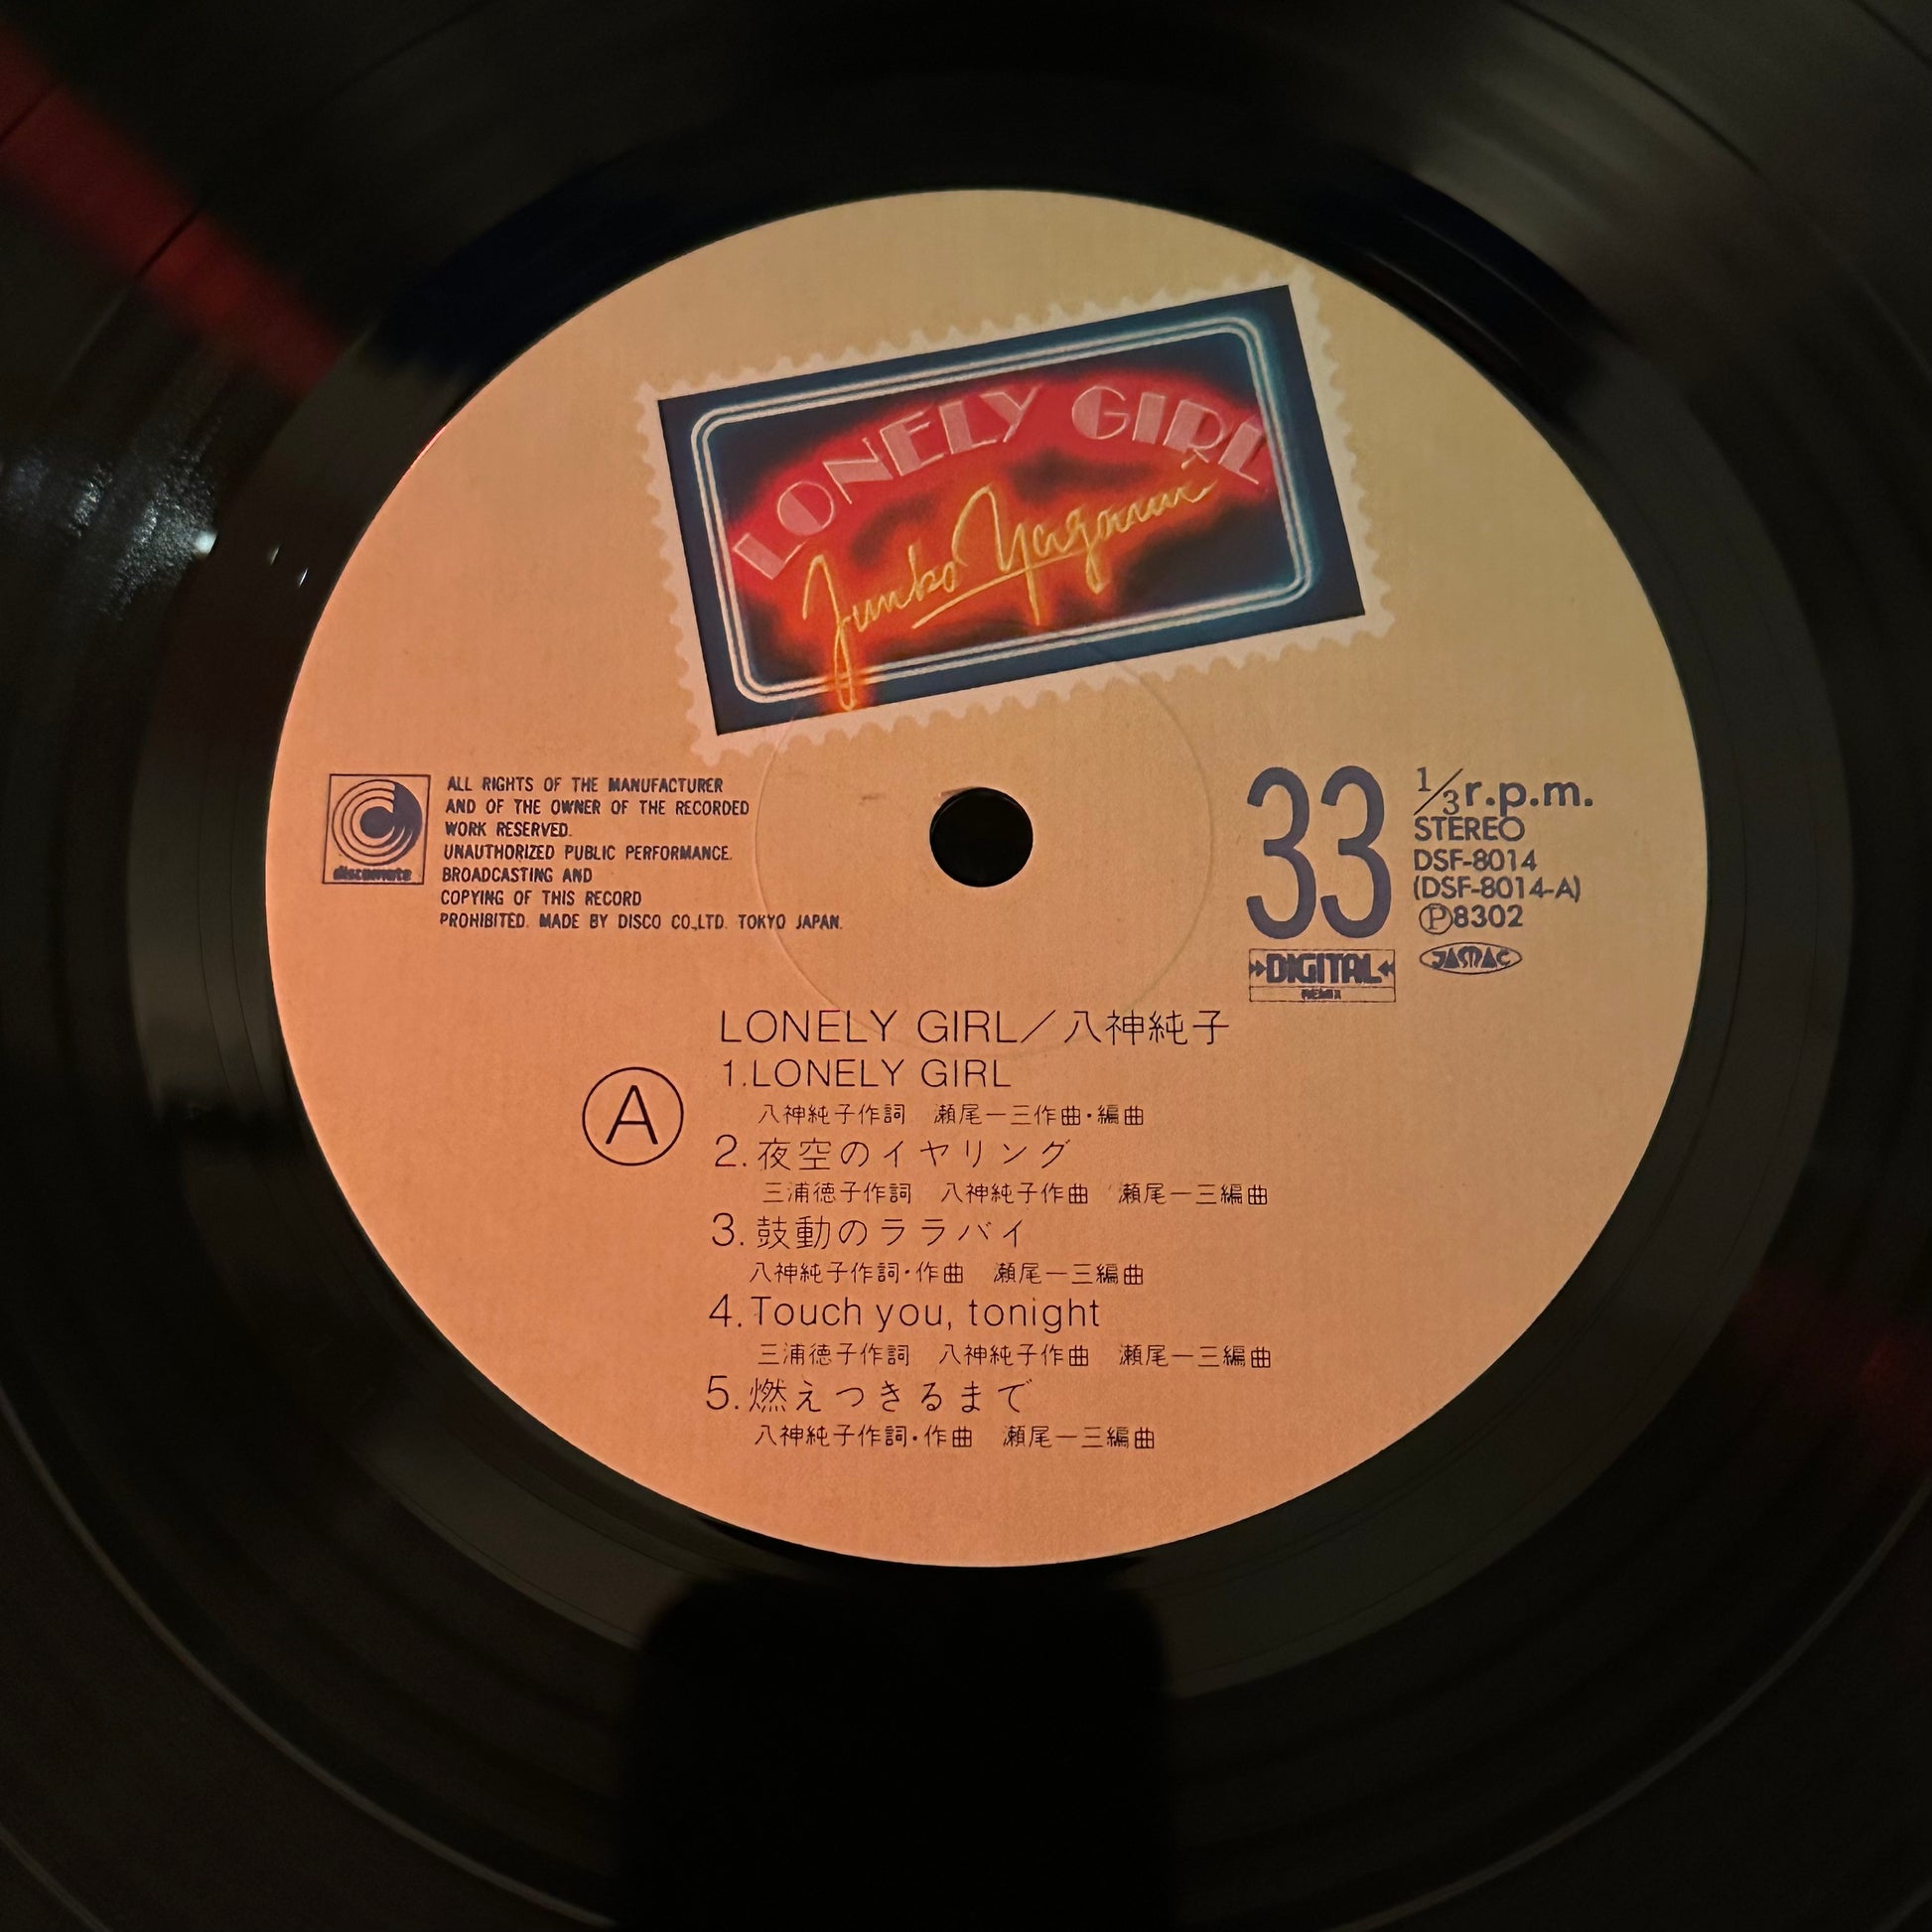 LONELY GIRL
Junko Yagami
discomate
ALL RIGHTS OF THE MANUFACTURER
AND OF THE OWNER OF THE RECORDED
WORK RESERVED.
UNAUTHORIZED PUBLIC PERFORMANCE.
BROADCASTING AND
COPYING OF THIS RECORD
PROHIBITED. MADE BY DISCO CO.,LTD. TOKYO JAPAN.
33 1/3 r.p.m.
STEREO
DSF-8014
(DSF-8014-A)
Ⓟ8302
DIGITAL
REMIX
JASRAC
LONELY GIRL／八神純子
Ⓐ
1.LONELY GIRL
八神純子作詞 瀬尾一三作曲・編曲
2.夜空のイヤリング
三浦徳子作詞 八神純子作曲 瀬尾一三編曲
3.鼓動のララバイ
八神純子作詞・作曲 瀬尾一三編曲
4.Touch you, tonight
三浦徳子作詞 八神純子作曲 瀬尾一三編曲
5.燃えつきるまで
八神純子作詞・作曲 瀬尾一三編曲